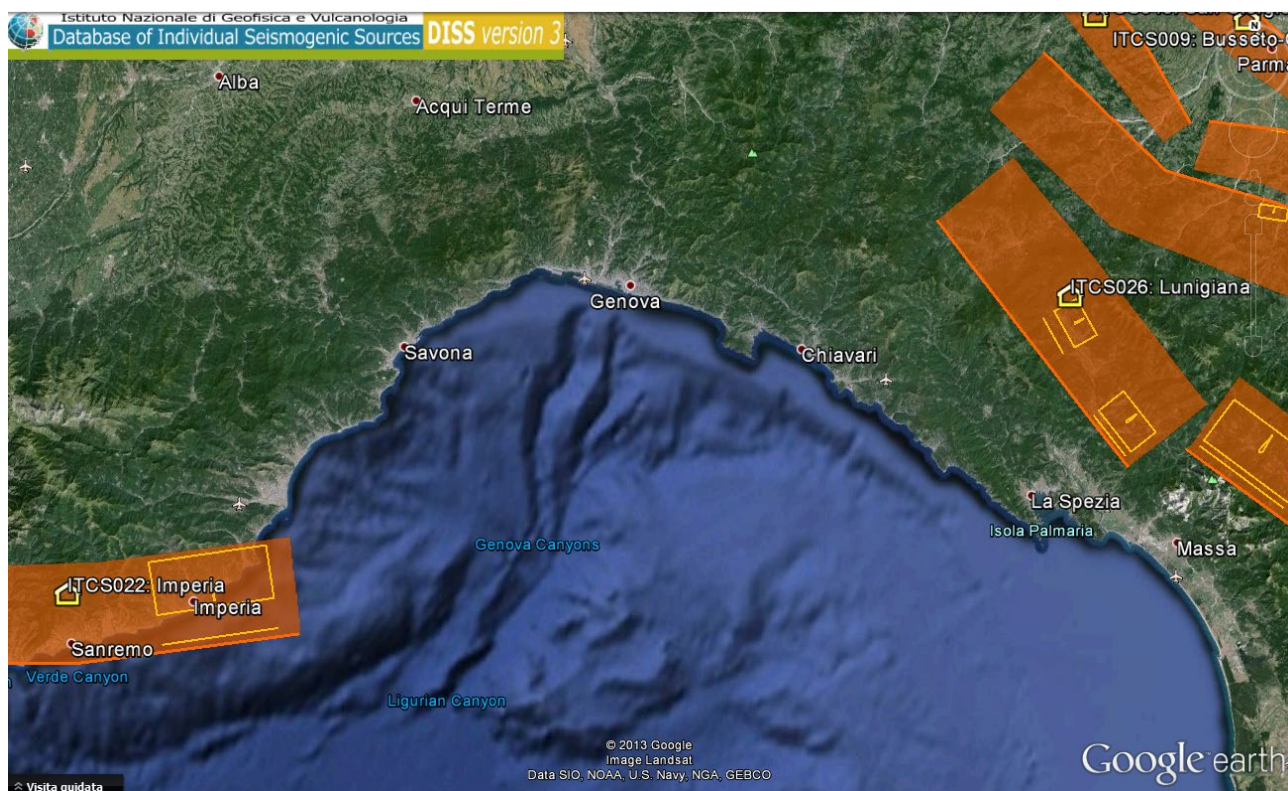 Istituto Nazionale di Geofisica e Vulcanologia
Database of Individual Seismogenic Sources DISS version 3
ITCS009: Busseto-
Parma
Alba
Acqui Terme
ITCS026: Lunigiana
Genova
Savona
Chiavari
La Spezia
Isola Palmaria
Genova Canyons
Massa
ITCS022: Imperia
Imperia
Sanremo
Verde Canyon
Ligurian Canyon
© 2013 Google
Image Landsat
Data SIO, NOAA, U.S. Navy, NGA, GEBCO
Google earth
Visita guidata